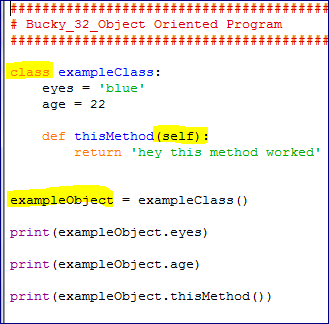 ##########################################
# Bucky_32_Object Oriented Program
##########################################
class exampleClass:
    eyes = 'blue'
    age = 22
    def thisMethod(self):
        return 'hey this method worked'
exampleObject = exampleClass()
print(exampleObject.eyes)
print(exampleObject.age)
print(exampleObject.thisMethod())